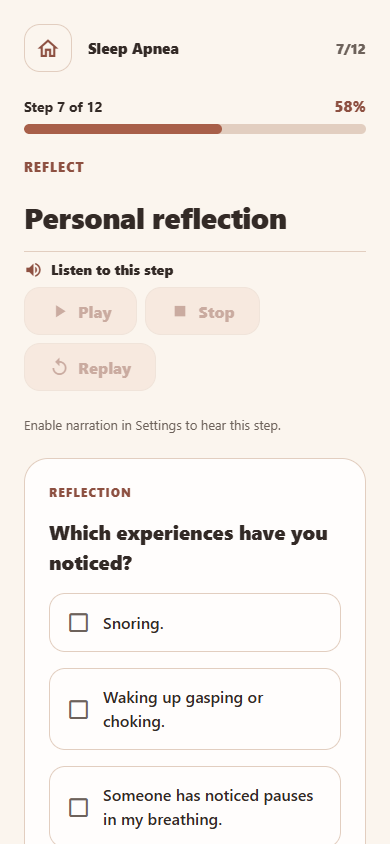 Sleep Apnea
7/12
Step 7 of 12
58%
REFLECT
Personal reflection
Listen to this step
Play
Stop
Replay
Enable narration in Settings to hear this step.
REFLECTION
Which experiences have you
noticed?
Snoring.
Waking up gasping or
choking.
Someone has noticed pauses
in my breathing.